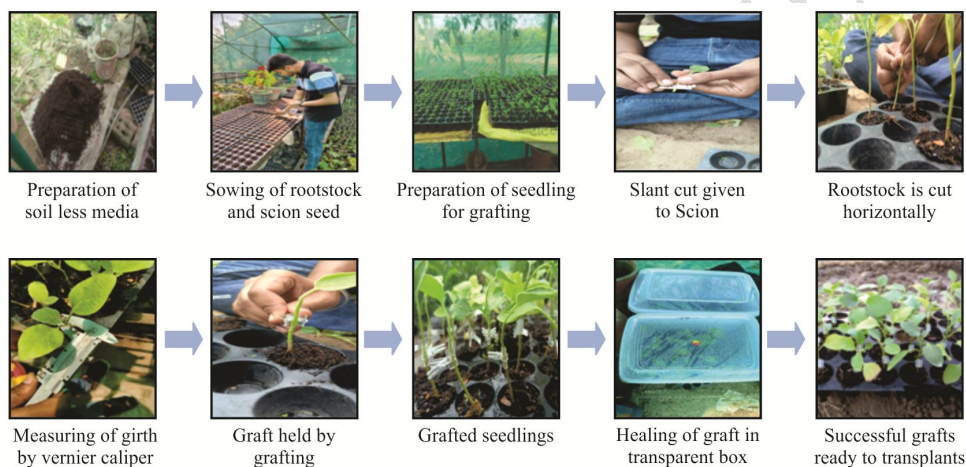 Preparation of
soil less media
Sowing of rootstock
and scion seed
Preparation of seedling
for grafting
Slant cut given
to Scion
Rootstock is cut
horizontally
Measuring of girth
by vernier caliper
Graft held by
grafting
Grafted seedlings
Healing of graft in
transparent box
Successful grafts
ready to transplants